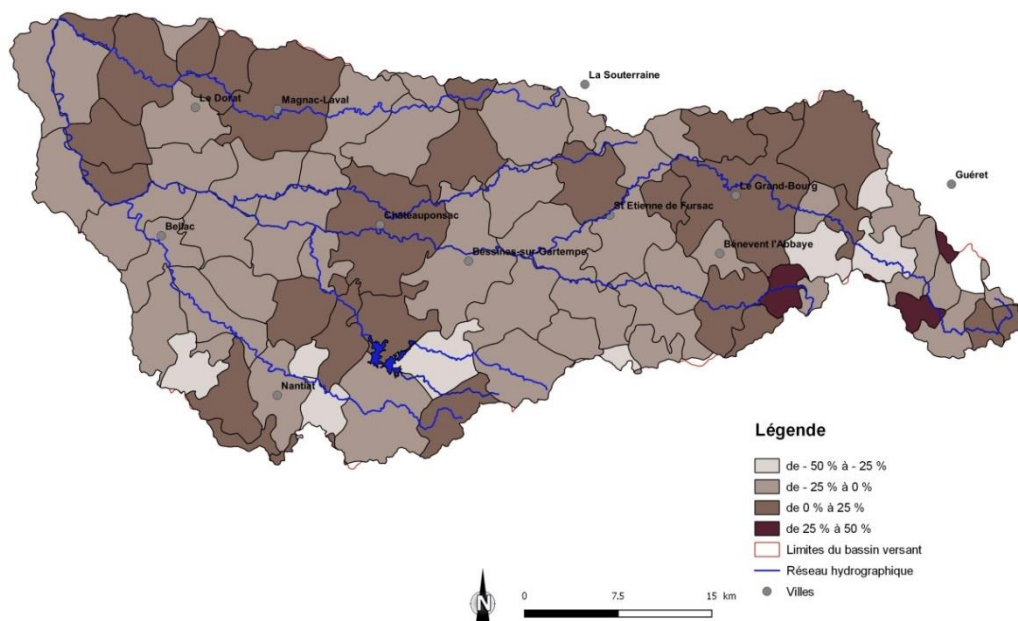 La Souterraine
Le Dorat
Magnac-Laval
Guéret
Le Grand-Bourg
St Etienne de Fursac
Châteauponsac
Bellac
Bénévent l'Abbaye
Bessines-sur-Gartempe
Nantiat
Légende
de - 50 % à - 25 %
de - 25 % à 0 %
de 0 % à 25 %
de 25 % à 50 %
Limites du bassin versant
Réseau hydrographique
Villes
N
0 7.5 15 km